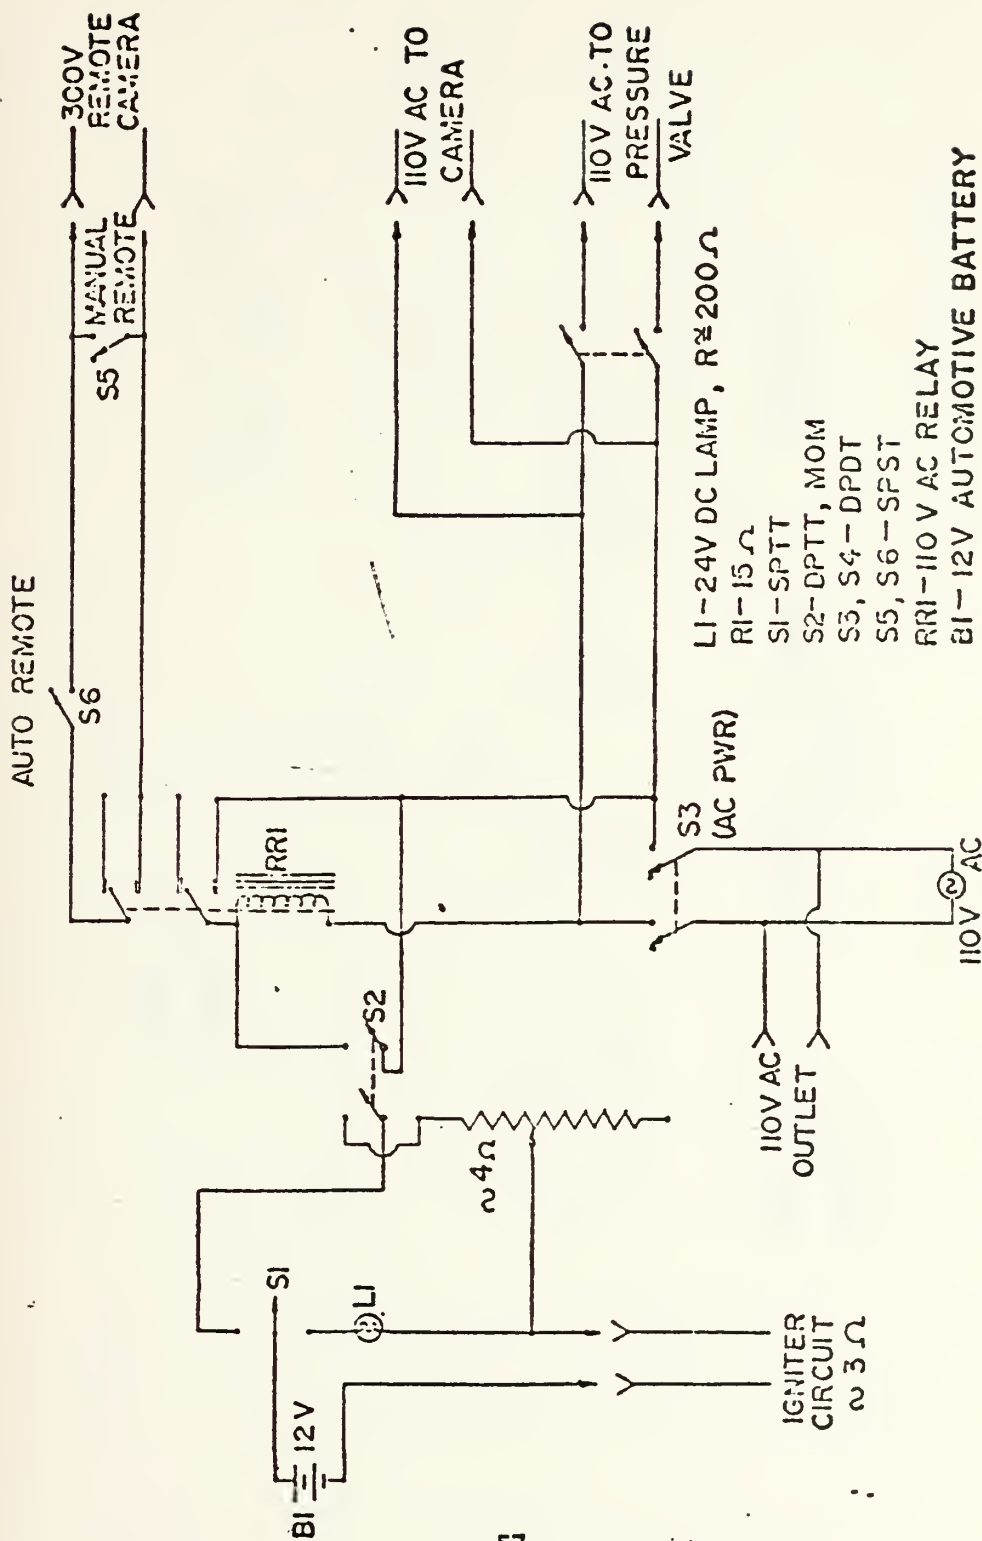 AUTO REMOTE
300V
REMOTE
CAMERA
MANUAL
REMOTE
S5
S6
110V AC TO
CAMERA
110V AC TO
PRESSURE
VALVE
RR1
S2
S1
L1
~4Ω
B1
12V
S3
(AC PWR)
110V AC
OUTLET
110V AC
IGNITER
CIRCUIT
~3Ω
L1-24V DC LAMP, R≅200Ω
R1-15Ω
S1-SPTT
S2-DPTT, MOM
S3, S4-DPDT
S5, S6-SPST
RR1-110V AC RELAY
B1-12V AUTOMOTIVE BATTERY